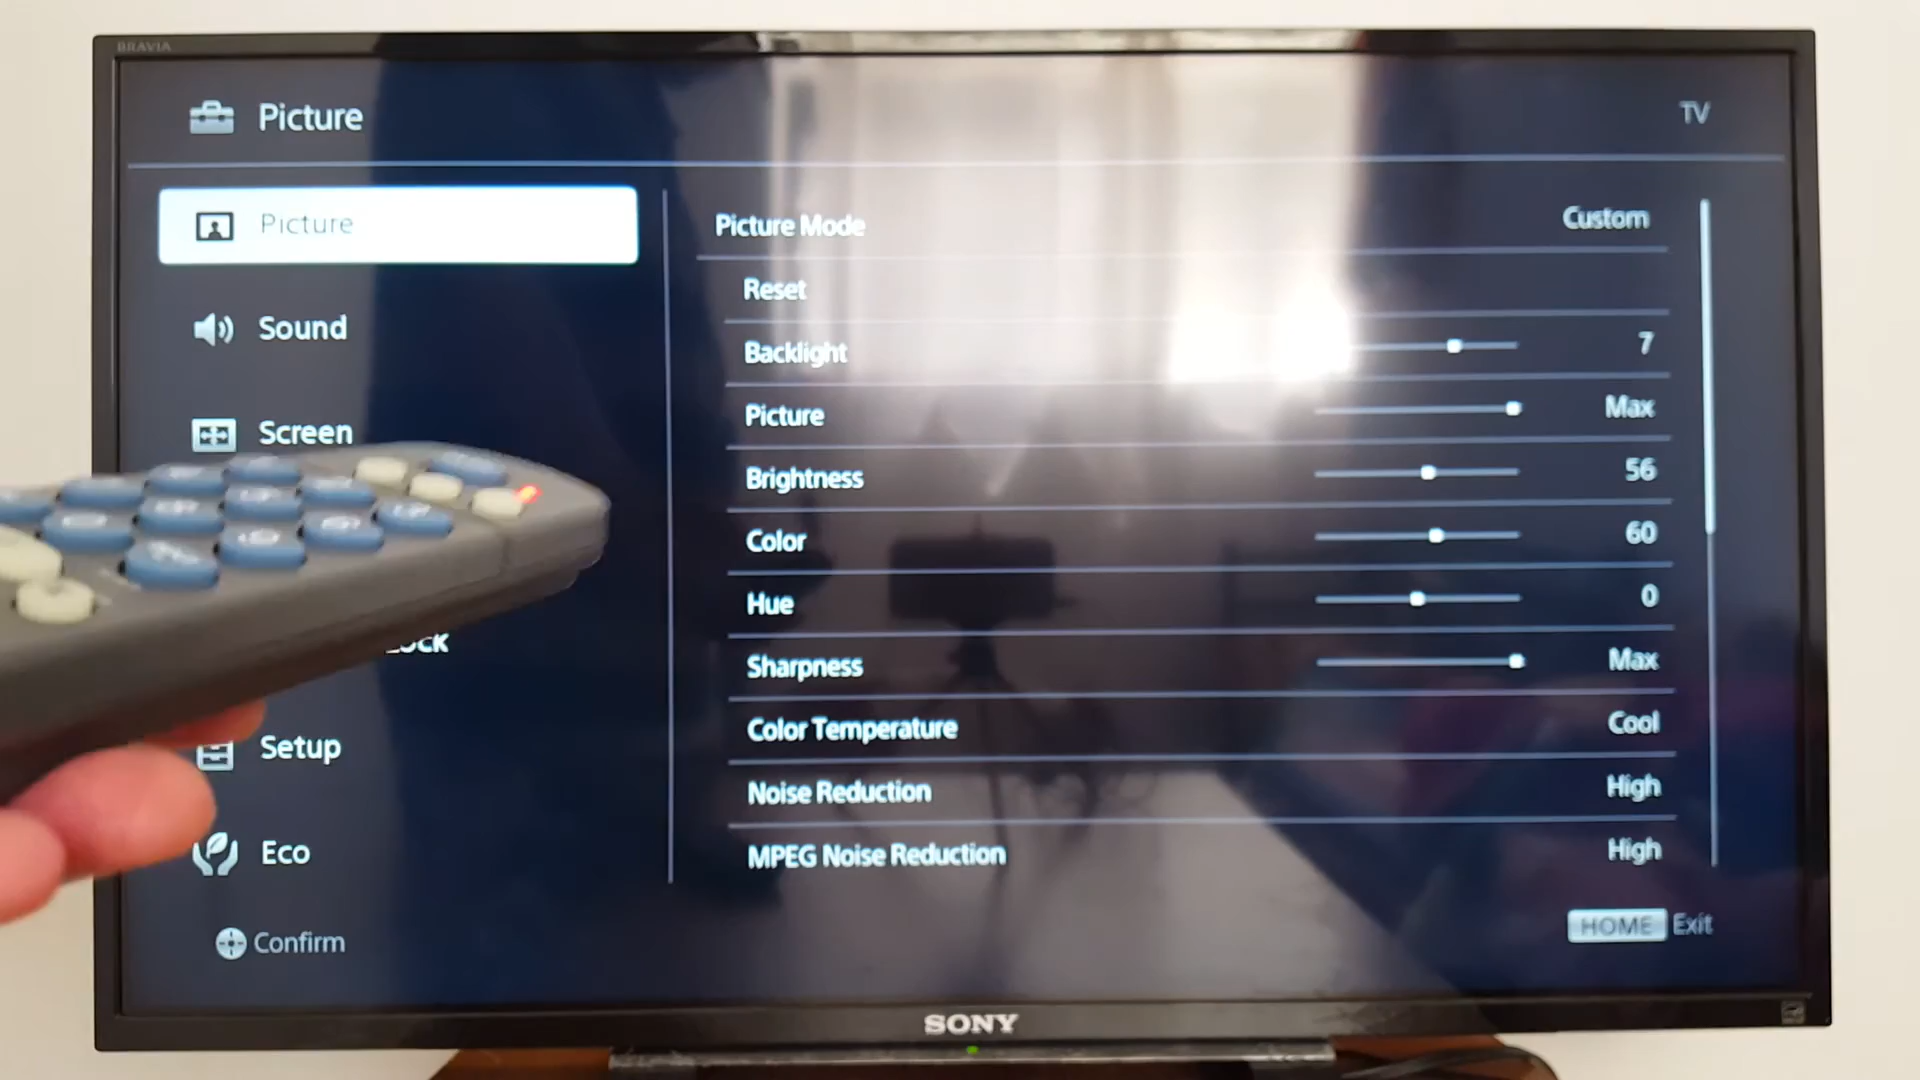 BRAVIA
Picture
TV
Picture
Sound
Screen
Setup
Eco
Confirm
Picture Mode Custom
Reset
Backlight 7
Picture Max
Brightness 56
Color 60
Hue 0
Sharpness Max
Color Temperature Cool
Noise Reduction High
MPEG Noise Reduction High
HOME Exit
SONY